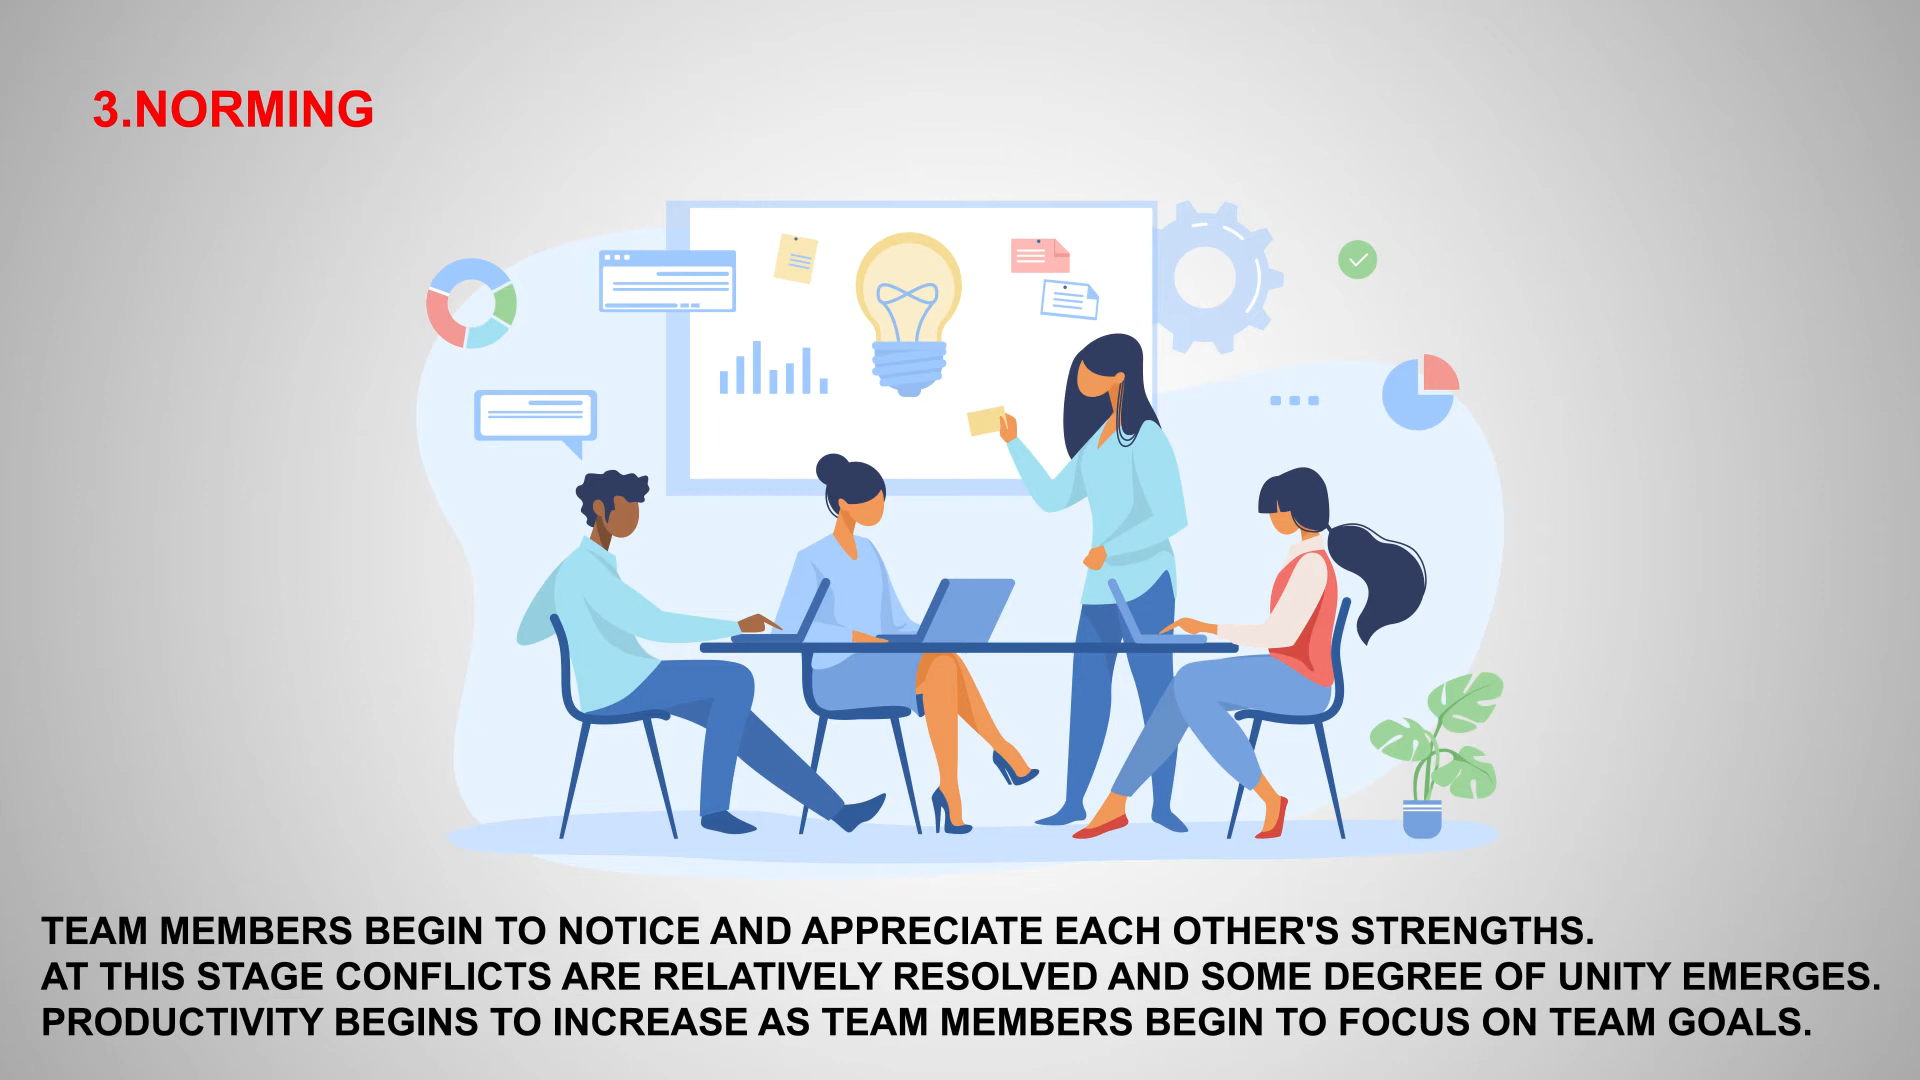 3.NORMING
TEAM MEMBERS BEGIN TO NOTICE AND APPRECIATE EACH OTHER'S STRENGTHS.
AT THIS STAGE CONFLICTS ARE RELATIVELY RESOLVED AND SOME DEGREE OF UNITY EMERGES.
PRODUCTIVITY BEGINS TO INCREASE AS TEAM MEMBERS BEGIN TO FOCUS ON TEAM GOALS.